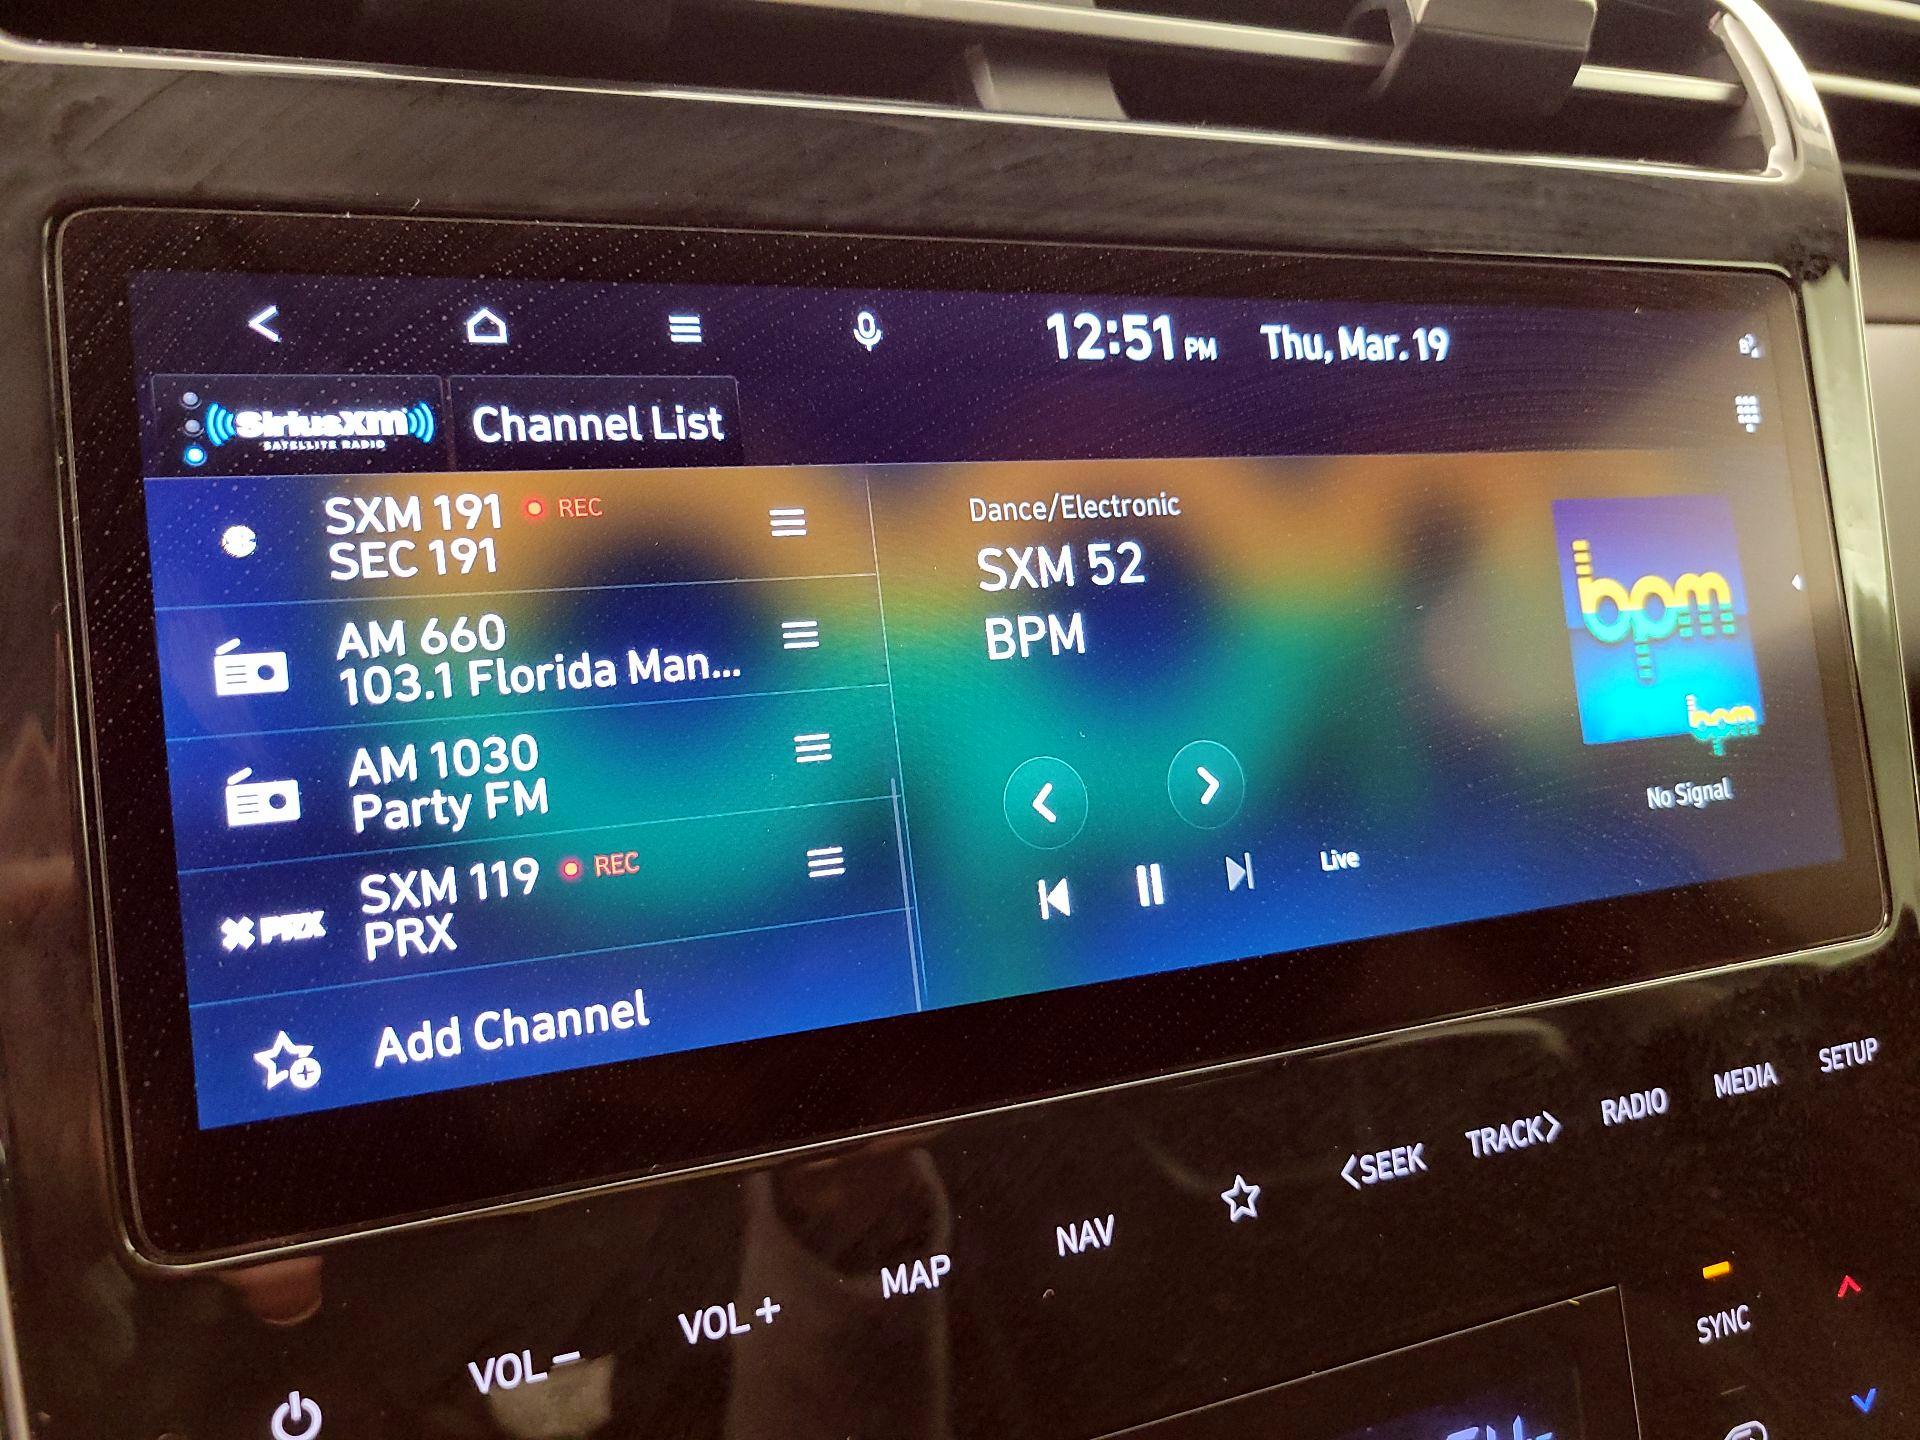 12:51 PM Thu, Mar. 19
SiriusXM
SATELLITE RADIO
Channel List
SXM 191 REC
SEC 191
AM 660
103.1 Florida Man...
AM 1030
Party FM
PRX
SXM 119 REC
PRX
Add Channel
Dance/Electronic
SXM 52
BPM
Live
bpm
bpm
No Signal
VOL –
VOL +
MAP
NAV
<SEEK
TRACK>
RADIO
MEDIA
SETUP
SYNC